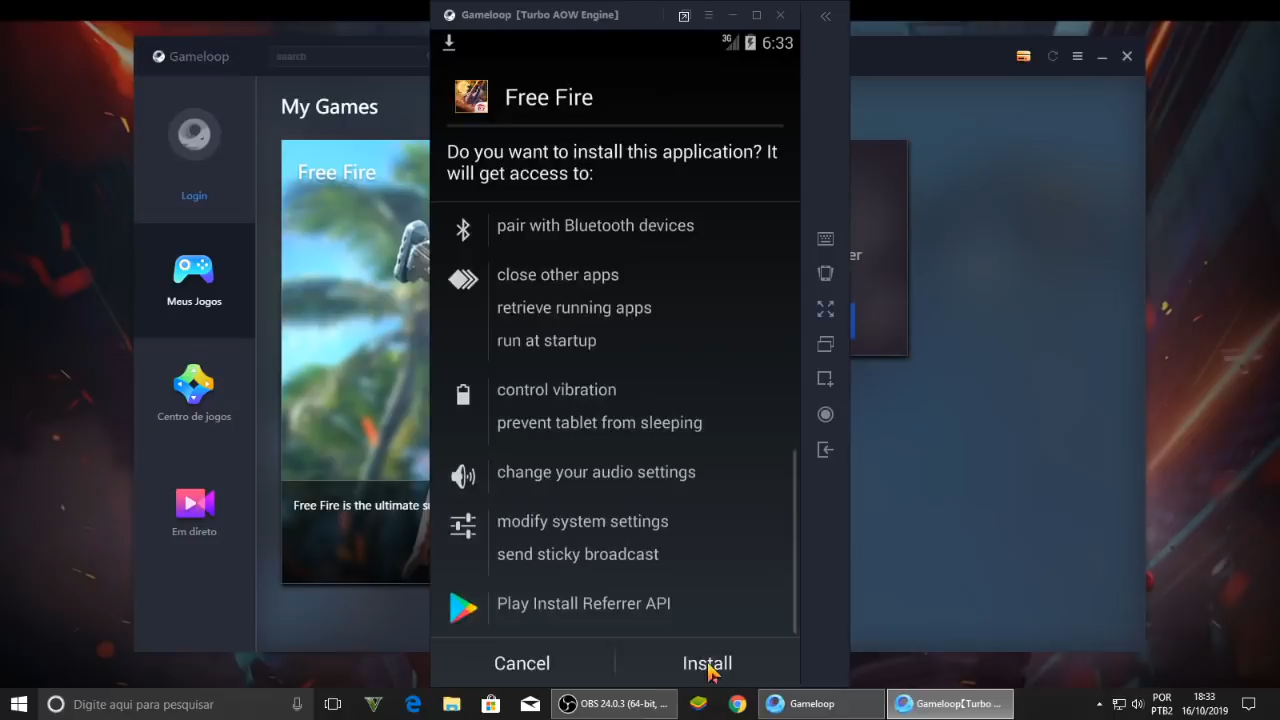 Gameloop [Turbo AOW Engine]
3G 6:33
Gameloop
search
Free Fire
My Games
Login
Free Fire
Do you want to install this application? It
will get access to:
pair with Bluetooth devices
close other apps
retrieve running apps
run at startup
control vibration
prevent tablet from sleeping
change your audio settings
modify system settings
send sticky broadcast
Play Install Referrer API
Cancel
Install
er
Meus Jogos
Centro de jogos
Em direto
Free Fire is the ultimate s
Digite aqui para pesquisar
OBS 24.0.3 (64-bit, ...
Gameloop
Gameloop【Turbo ...
POR
PTB2
18:33
16/10/2019